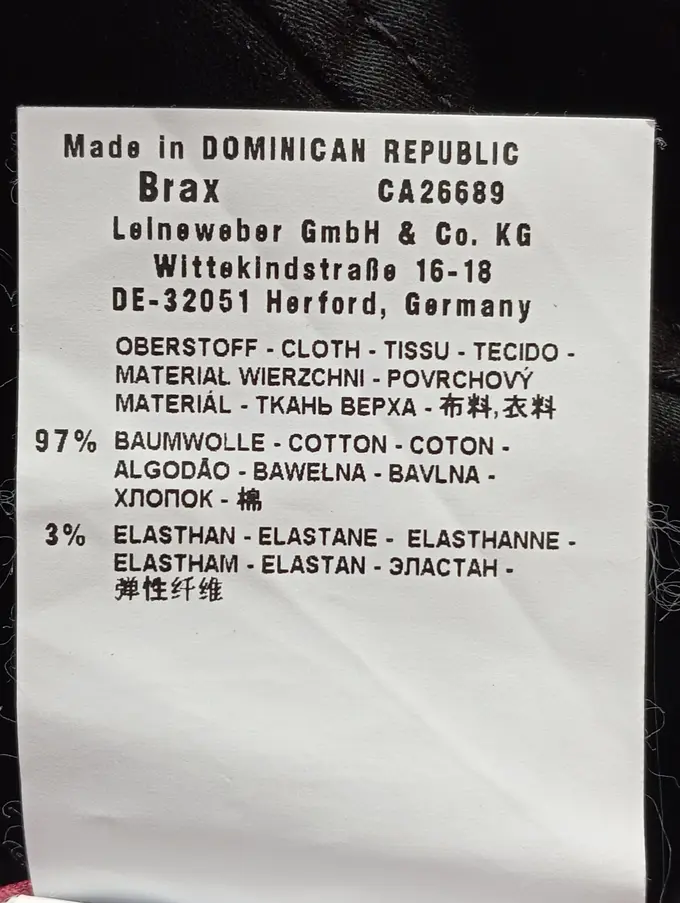 Made in DOMINICAN REPUBLIC
Brax CA26689
Leineweber GmbH & Co. KG
Wittekindstraße 16-18
DE-32051 Herford, Germany
OBERSTOFF - CLOTH - TISSU - TECIDO -
MATERIAŁ WIERZCHNI - POVRCHOVÝ
MATERIÁL - ТКАНЬ ВЕРХА - 布料,衣料
97% BAUMWOLLE - COTTON - COTON -
ALGODÃO - BAWEŁNA - BAVLNA -
ХЛОПОК - 棉
3% ELASTHAN - ELASTANE - ELASTHANNE -
ELASTHAM - ELASTAN - ЭЛАСТАН -
弹性纤维